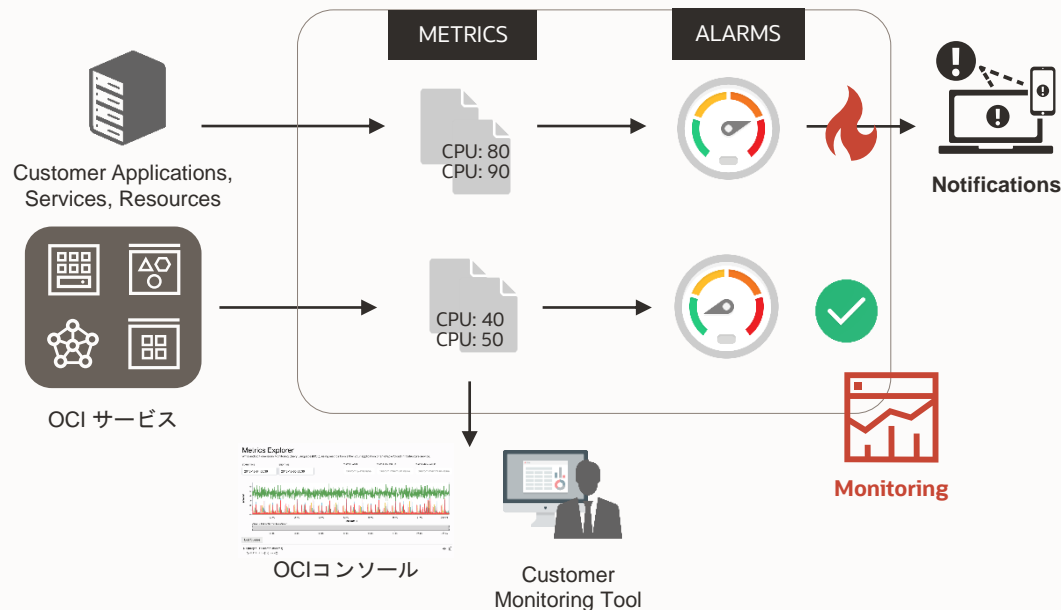 METRICS
ALARMS
CPU: 80
CPU: 90
Customer Applications,
Services, Resources
Notifications
CPU: 40
CPU: 50
OCI サービス
Metrics Explorer
Monitoring
OCIコンソール
Customer
Monitoring Tool